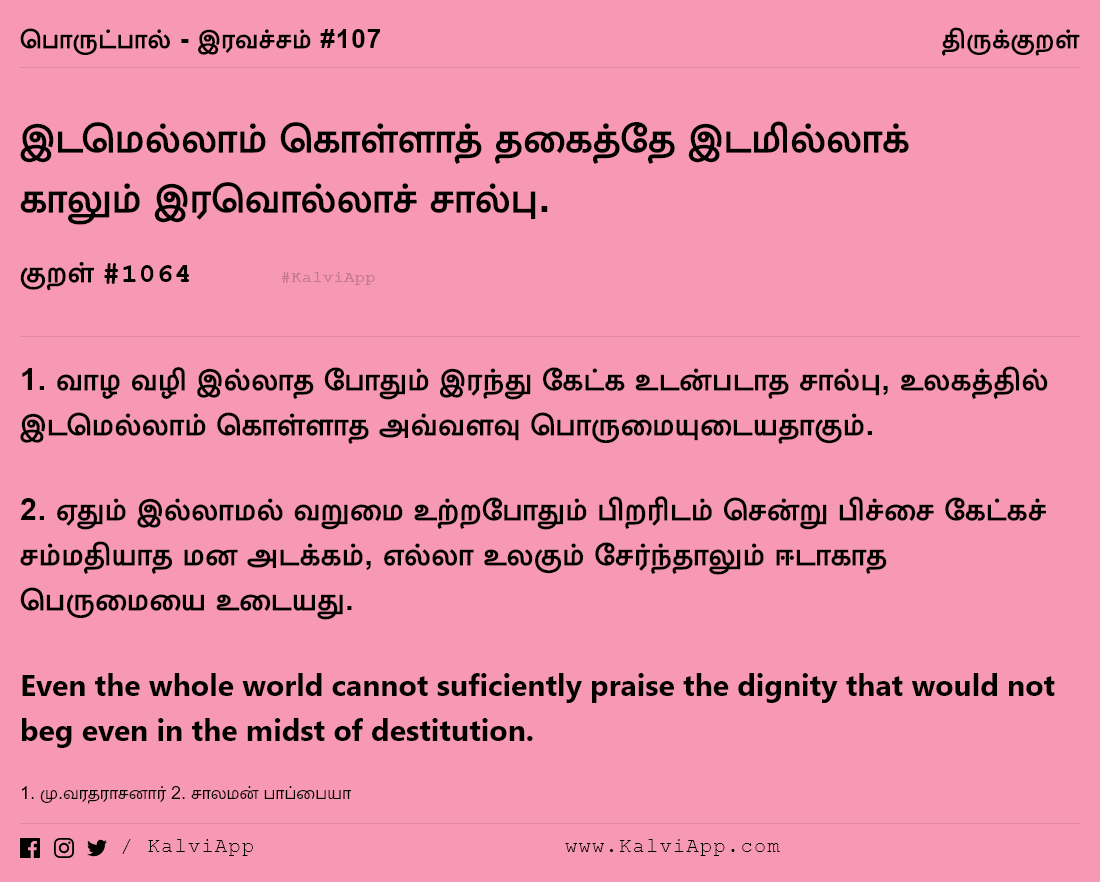 பொருட்பால் - இரவச்சம் #107
திருக்குறள்
இடமெல்லாம் கொள்ளாத் தகைத்தே இடமில்லாக்
காலும் இரவொல்லாச் சால்பு.
குறள் #1064
#KalviApp
1. வாழ வழி இல்லாத போதும் இரந்து கேட்க உடன்படாத சால்பு, உலகத்தில்
இடமெல்லாம் கொள்ளாத அவ்வளவு பொருமையுடையதாகும்.
2. ஏதும் இல்லாமல் வறுமை உற்றபோதும் பிறரிடம் சென்று பிச்சை கேட்கச்
சம்மதியாத மன அடக்கம், எல்லா உலகும் சேர்ந்தாலும் ஈடாகாத
பெருமையை உடையது.
Even the whole world cannot suficiently praise the dignity that would not
beg even in the midst of destitution.
1. மு.வரதராசனார் 2. சாலமன் பாப்பையா
/ KalviApp
www.KalviApp.com